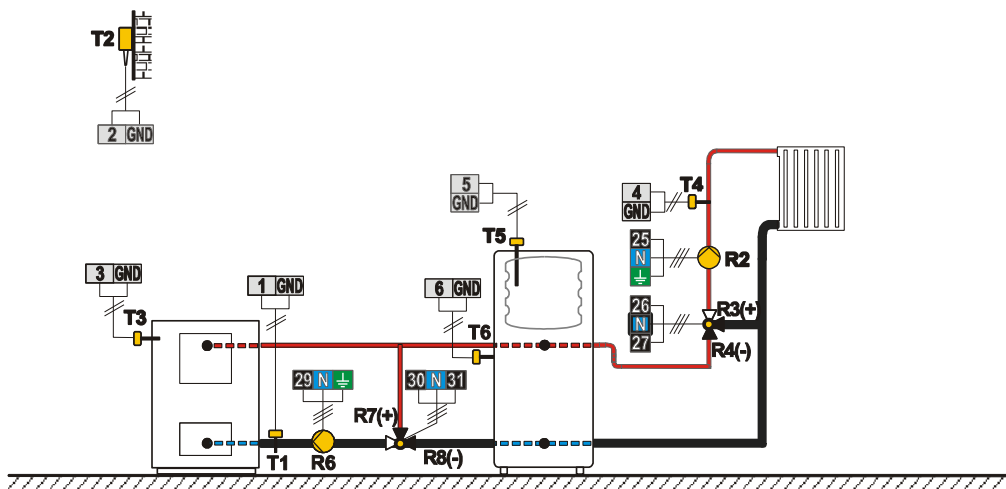 T2
2 GND
5
GND
T5
4
GND
T4
25
N
R2
26
N
27
R3(+)
R4(-)
3 GND
T3
1 GND
6 GND
T6
29 N
30 N 31
R7(+)
R8(-)
T1
R6